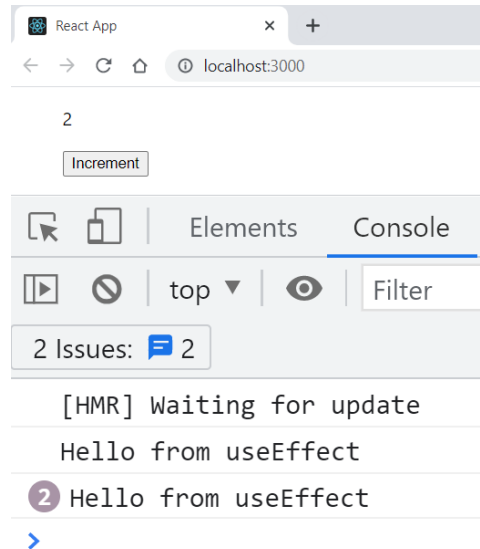 React App
localhost:3000
2
Increment
Elements Console
top Filter
2 Issues: 2
[HMR] Waiting for update
Hello from useEffect
2 Hello from useEffect